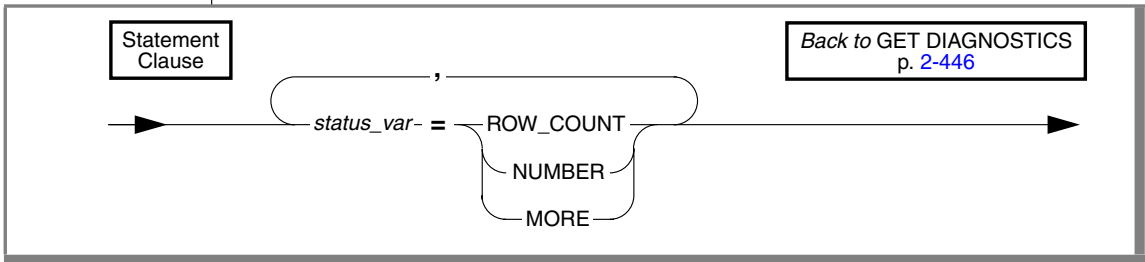 Statement
Clause
Back to GET DIAGNOSTICS
p. 2-446
,
status_var = ROW_COUNT
NUMBER
MORE